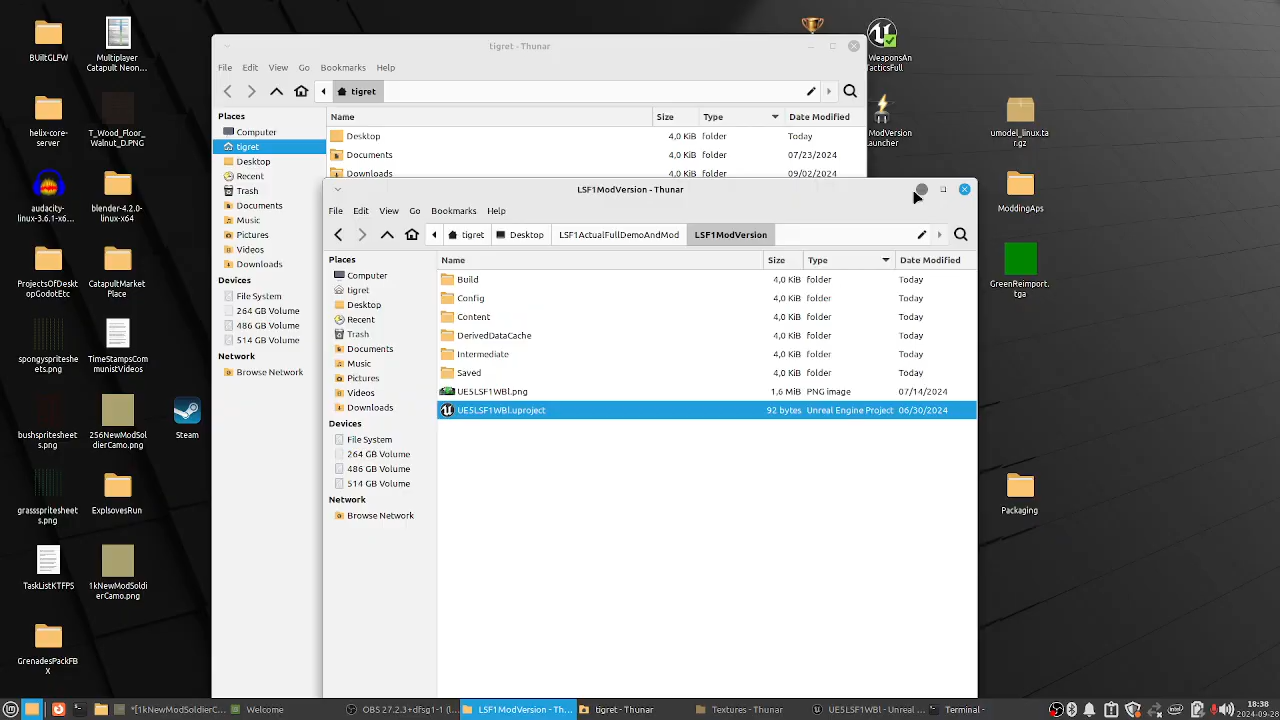 BUiltGLFW
Multiplayer
Catapult Neon...
helix-core-
server
T_Wood_Floor_
Walnut_D.PNG
audacity-
linux-3.6.1-x6...
blender-4.2.0-
linux-x64
ProjectsOfDesk
topGodotEtc
CatapultMarket
Place
spongyspriteshe
ets.png
TimeStampsCom
munistVideos
Steam
bushspritesheet
s.png
256NewModSol
dierCamo.png
grassspritesheet
s.png
ExplsovesRun
TaskListKTFPS
1kNewModSoldi
erCamo.png
GrenadesPackFB
X
WeaponsAn
TacticsFull
ModVersion
Launcher
umodel_linux.ta
r.gz
ModdingAps
GreenReimport.
tga
Packaging
tigret - Thunar
File Edit View Go Bookmarks Help
tigret
Places
Computer
tigret
Desktop
Recent
Trash
Documents
Music
Pictures
Videos
Downloads
Devices
File System
264 GB Volume
486 GB Volume
514 GB Volume
Network
Browse Network
Name Size Type Date Modified
Desktop 4,0 KiB folder Today
Documents 4,0 KiB folder 07/23/2024
Downloads 4,0 KiB folder 09/02/2024
LSF1ModVersion - Thunar
File Edit View Go Bookmarks Help
tigret Desktop LSF1ActualFullDemoAndMod LSF1ModVersion
Places
Computer
tigret
Desktop
Recent
Trash
Documents
Music
Pictures
Videos
Downloads
Devices
File System
264 GB Volume
486 GB Volume
514 GB Volume
Network
Browse Network
Name Size Type Date Modified
Build 4,0 KiB folder Today
Config 4,0 KiB folder Today
Content 4,0 KiB folder Today
DerivedDataCache 4,0 KiB folder Today
Intermediate 4,0 KiB folder Today
Saved 4,0 KiB folder Today
UE5LSF1WBl.png 1,6 MiB PNG image 07/14/2024
UE5LSF1WBl.uproject 92 bytes Unreal Engine Project 06/30/2024
*[1kNewModSoldierC... Welcome OBS 27.2.3+dfsg1-1 (l... LSF1ModVersion - Th... tigret - Thunar Textures - Thunar UE5LSF1WBl - Unreal ... Terminal - 18:38